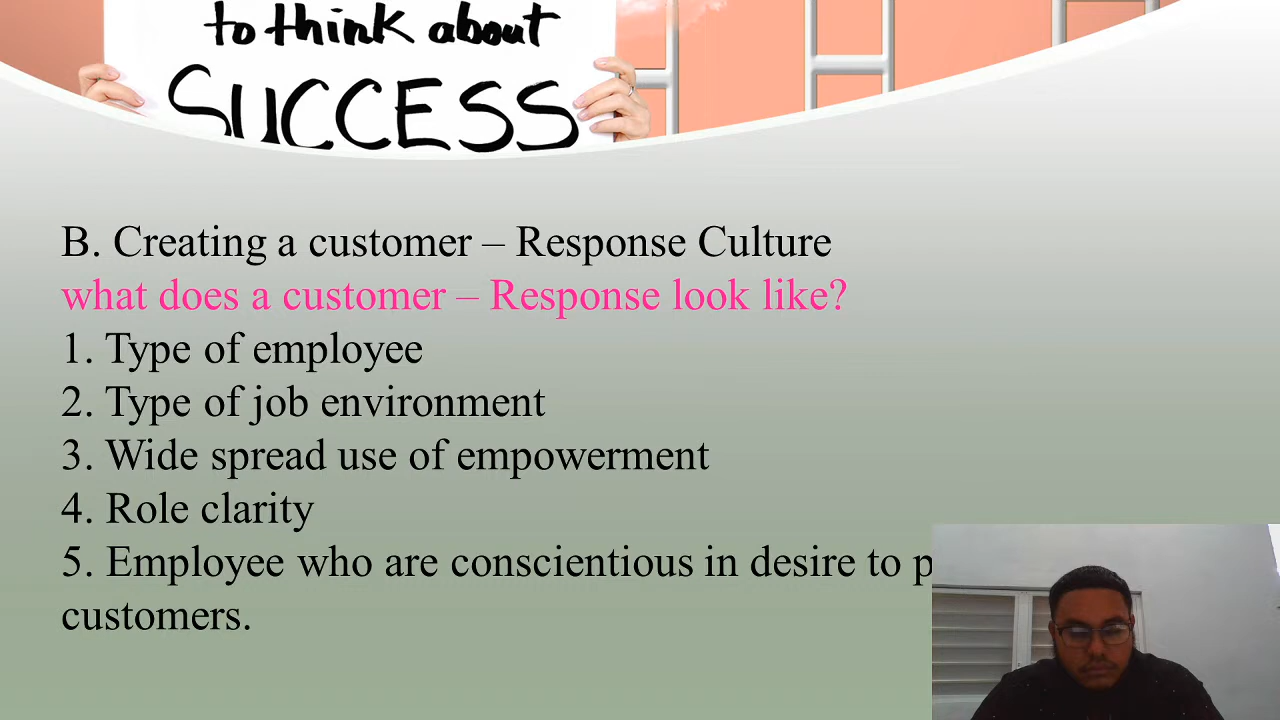 to think about
SUCCESS
B. Creating a customer – Response Culture
what does a customer – Response look like?
1. Type of employee
2. Type of job environment
3. Wide spread use of empowerment
4. Role clarity
5. Employee who are conscientious in desire to
customers.